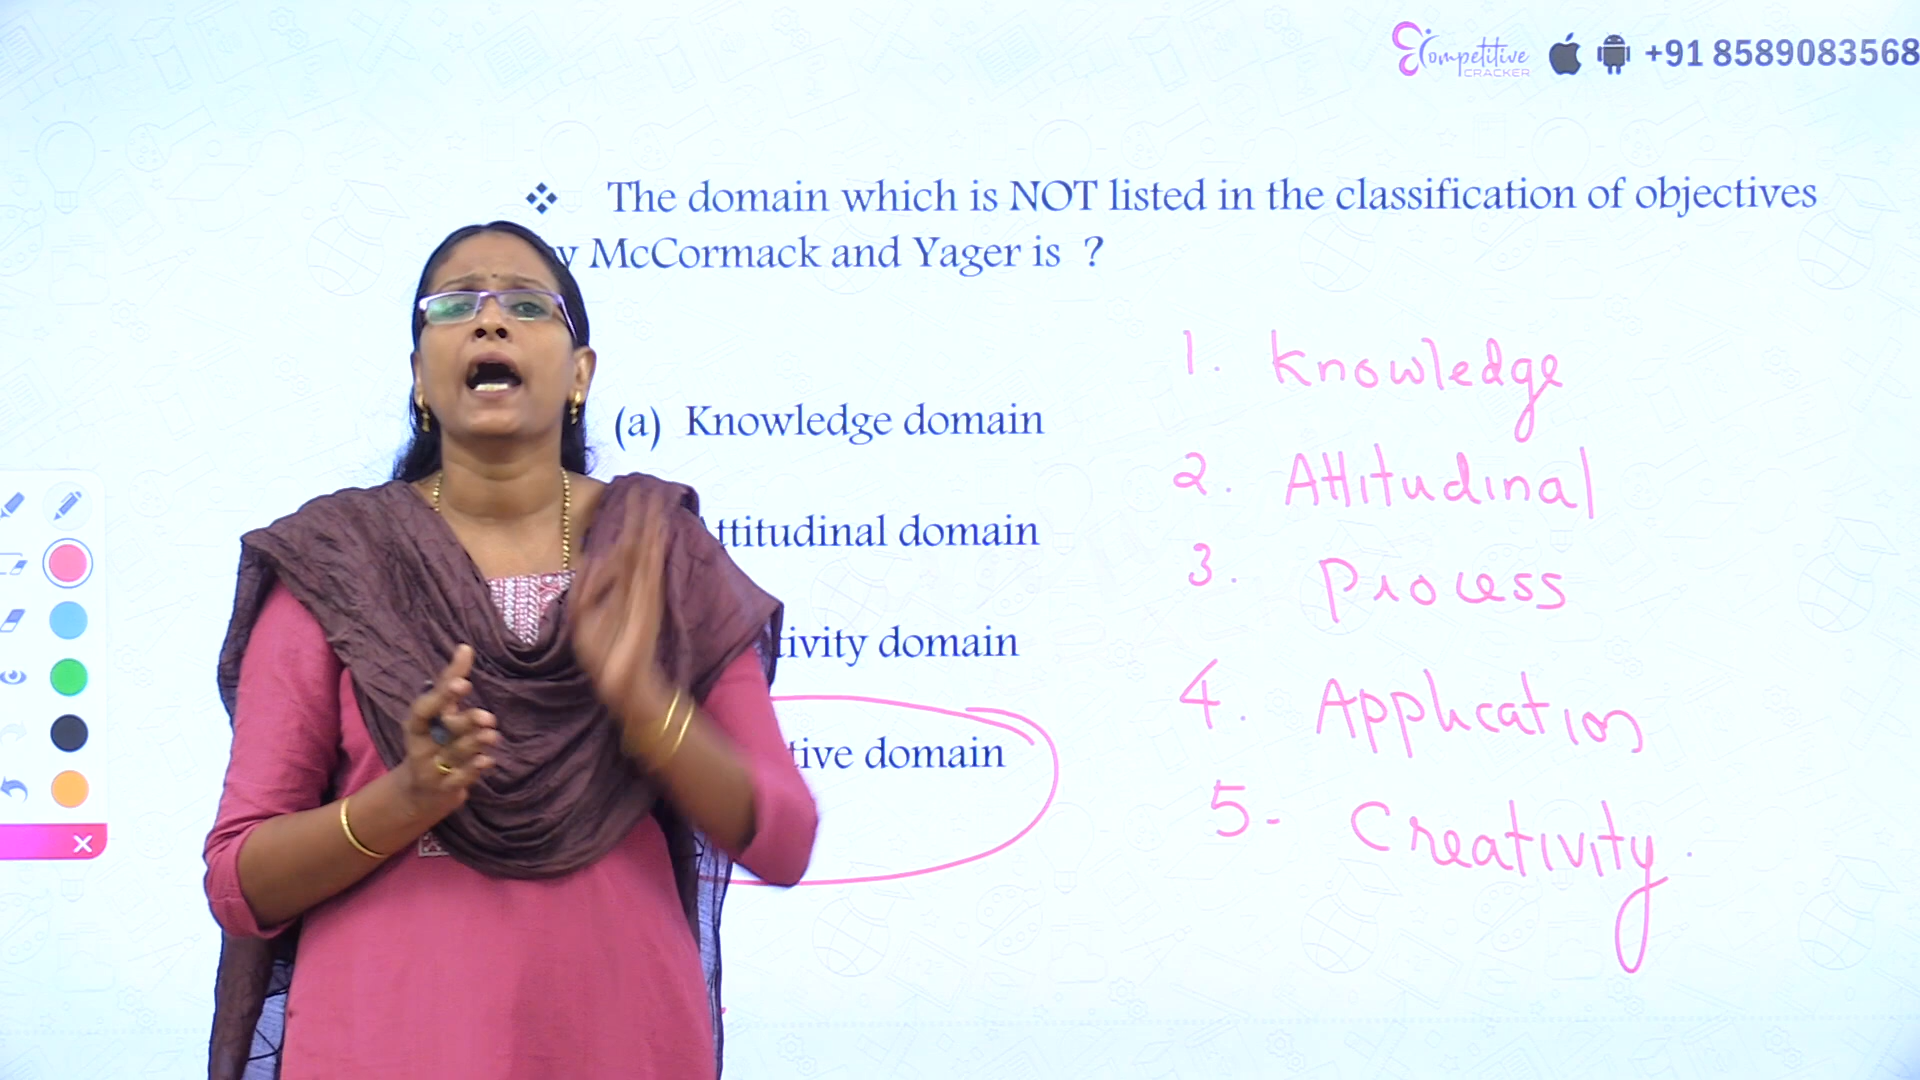 Competitive
CRACKER
+91 8589083568
The domain which is NOT listed in the classification of objectives
McCormack and Yager is ?
(a) Knowledge domain
ttitudinal domain
tivity domain
tive domain
1. Knowledge
2. Attitudinal
3. Process
4. Application
5- Creativity.